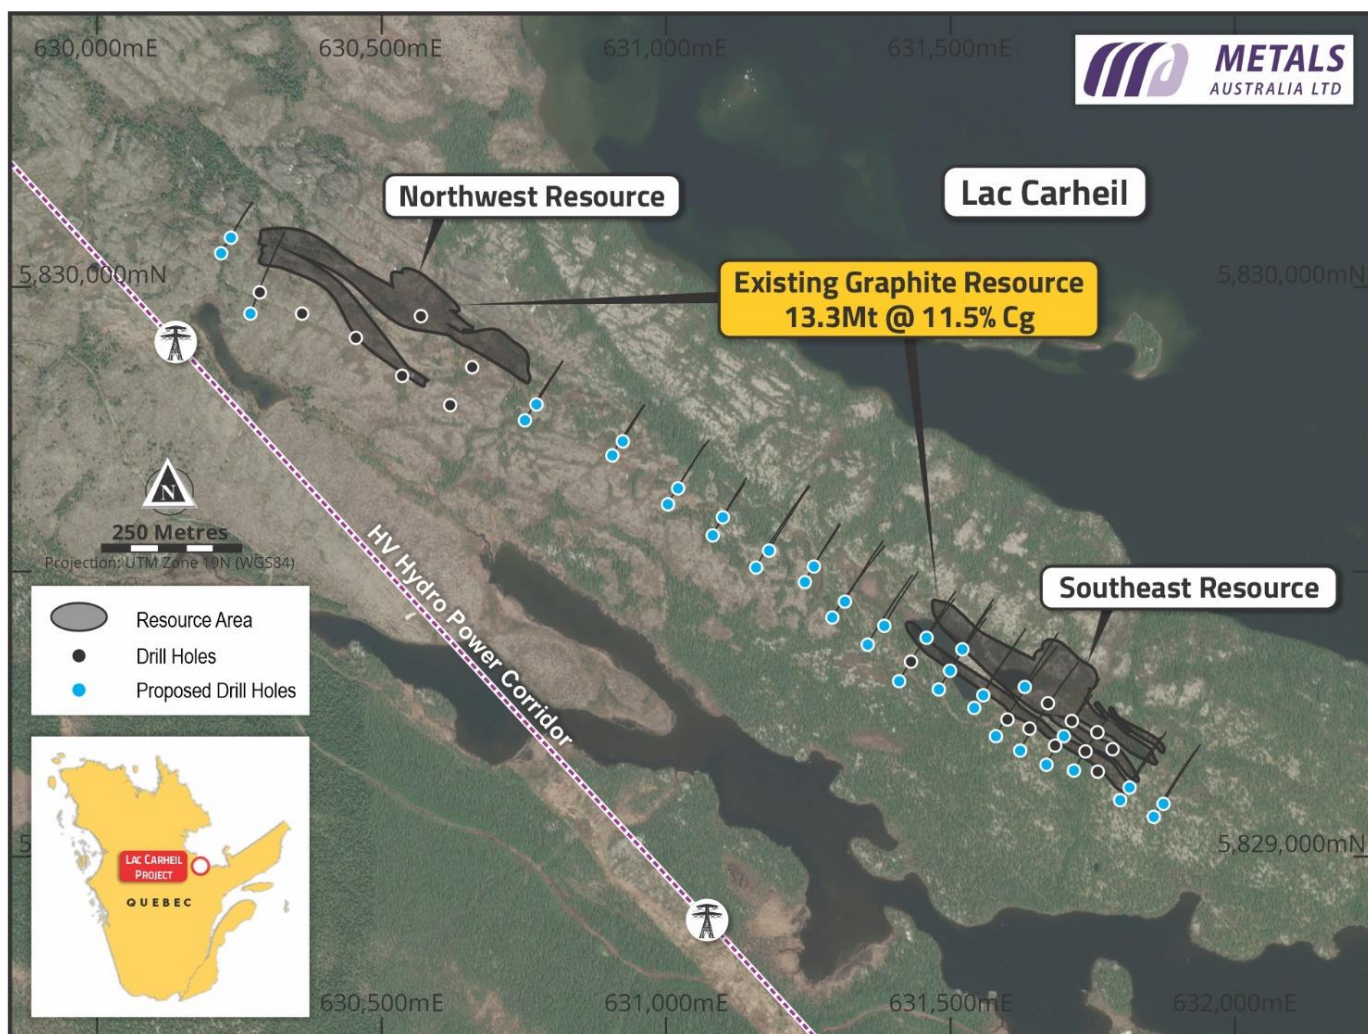 630,000mE
630,500mE
631,000mE
631,500mE
METALS
AUSTRALIA LTD
Northwest Resource
Lac Carheil
5,830,000mN
5,830,000mN
Existing Graphite Resource
13.3Mt @ 11.5% Cg
N
250 Metres
Projection: UTM Zone 19N (WGS84)
HV Hydro Power Corridor
Southeast Resource
Resource Area
Drill Holes
Proposed Drill Holes
5,829,000mN
5
LAC CARHEIL
PROJECT
QUEBEC
630,500mE
631,000mE
631,500mE
632,000mE